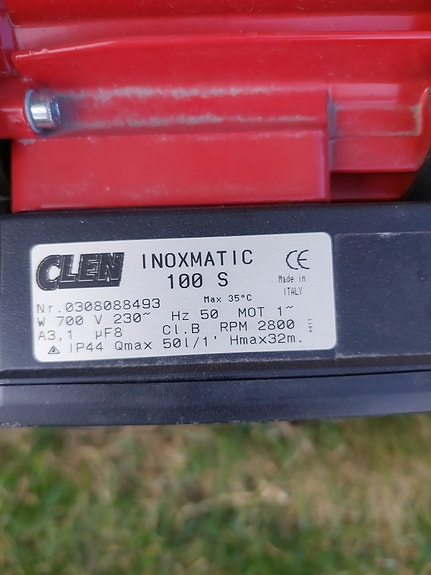 CLEN INOXMATIC CE
100 S Made in
Max 35°C ITALY
Nr.0308088493
W 700 V 230~ Hz 50 MOT 1~
A3,1 µF8 Cl.B RPM 2800
IP44 Qmax 50l/1' Hmax32m.